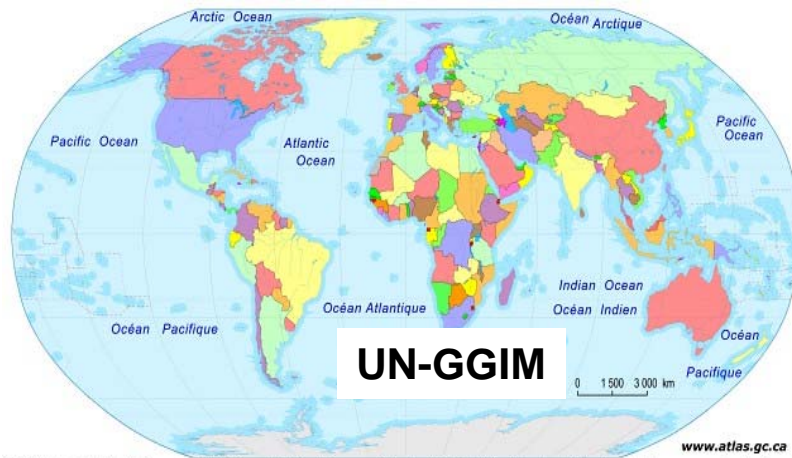 Arctic Ocean
Océan
Arctique
Pacific Ocean
Atlantic
Ocean
Pacific
Ocean
Indian Ocean
Océan Atlantique
Océan Indien
Océan Pacifique
Océan
Pacifique
UN-GGIM
0 1 500 3 000 km
www.atlas.gc.ca